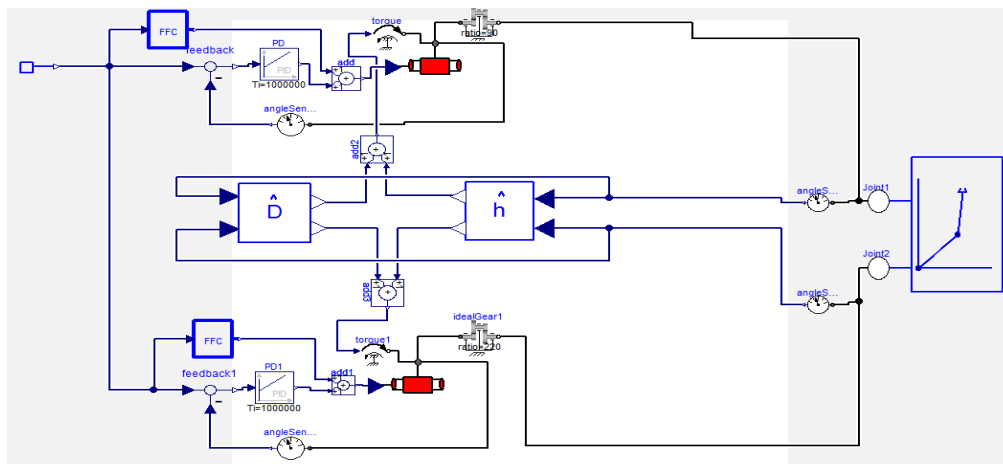 torque
FFC
ratio=90
feedback
PD
add
PID
Ti=1000000
angleSen...
add2
D
^
h
^
angleS...
Joint1
Joint2
add3
angleS...
idealGear1
FFC
torque1
ratio=220
feedback1
PD1
add1
PID
Ti=1000000
angleSen...